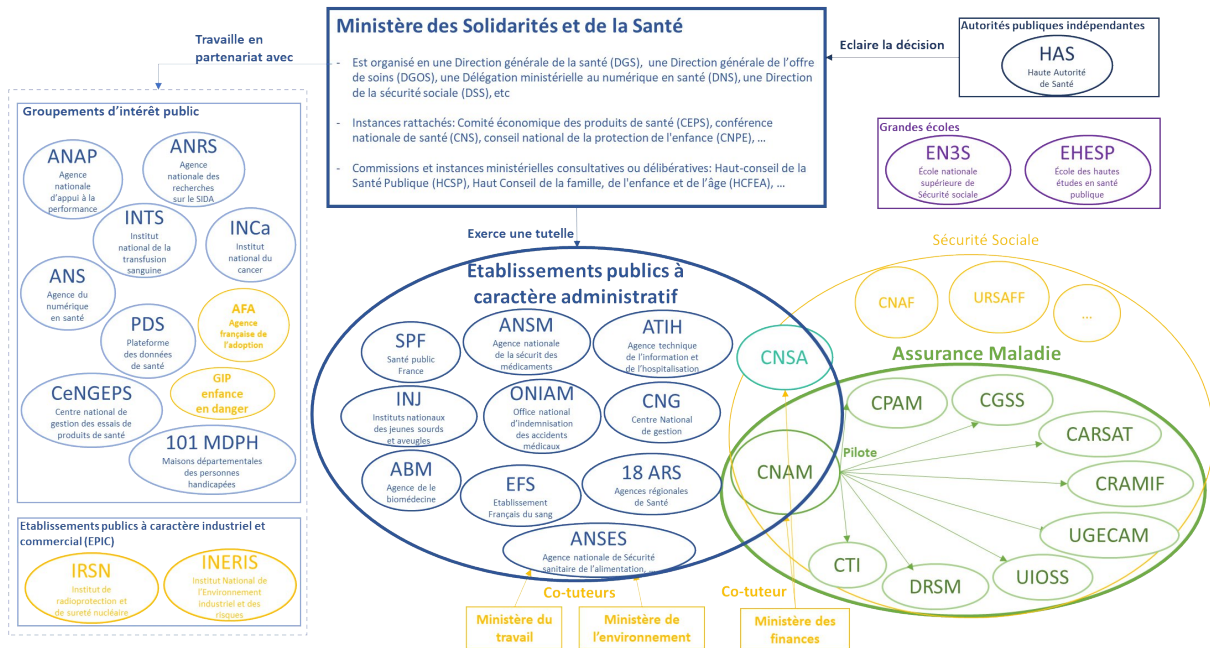 Travaille en
partenariat avec
Ministère des Solidarités et de la Santé
- Est organisé en une Direction générale de la santé (DGS), une Direction générale de l'offre
de soins (DGOS), une Délégation ministérielle au numérique en santé (DNS), une Direction
de la sécurité sociale (DSS), etc
- Instances rattachés: Comité économique des produits de santé (CEPS), conférence
nationale de santé (CNS), conseil national de la protection de l'enfance (CNPE), ...
- Commissions et instances ministérielles consultatives ou délibératives: Haut-conseil de la
Santé Publique (HCSP), Haut Conseil de la famille, de l'enfance et de l'âge (HCFEA), ...
Eclaire la décision
Autorités publiques indépendantes
HAS
Haute Autorité
de Santé
Grandes écoles
EN3S
École nationale
supérieure de
Sécurité sociale
EHESP
École des hautes
études en santé
publique
Groupements d'intérêt public
ANAP
Agence
nationale
d'appui à la
performance
ANRS
Agence
nationale des
recherches
sur le SIDA
INTS
Institut
national de la
transfusion
sanguine
INCa
Institut
national du
cancer
ANS
Agence du
numérique
en santé
PDS
Plateforme
des données
de santé
AFA
Agence
française de
l'adoption
CeNGEPS
Centre national de
gestion des essais de
produits de santé
GIP
enfance
en danger
101 MDPH
Maisons départementales
des personnes
handicapées
Etablissements publics à caractère industriel et
commercial (EPIC)
IRSN
Institut de
radioprotection et
de sureté nucléaire
INERIS
Institut National de
l'Environnement
industriel et des
risques
Exerce une tutelle
Etablissements publics à
caractère administratif
SPF
Santé public
France
ANSM
Agence nationale
de la sécurit des
médicaments
ATIH
Agence technique
de l'information et
de l'hospitalisation
INJ
Instituts nationaux
des jeunes sourds
et aveugles
ONIAM
Office national
d'Indemnisation
des accidents
médicaux
CNG
Centre National
de gestion
ABM
Agence de le
biomédecine
EFS
Etablissement
Français du sang
18 ARS
Agences régionales
de Santé
ANSES
Agence nationale de Sécurité
sanitaire de l'alimentation, ...
Co-tuteurs
Ministère du
travail
Ministère de
l'environnement
Co-tuteur
Ministère des
finances
Sécurité Sociale
CNAF
URSAFF
...
CNSA
Assurance Maladie
CNAM
Pilote
CPAM
CGSS
CARSAT
CRAMIF
UGECAM
UIOSS
DRSM
CTI